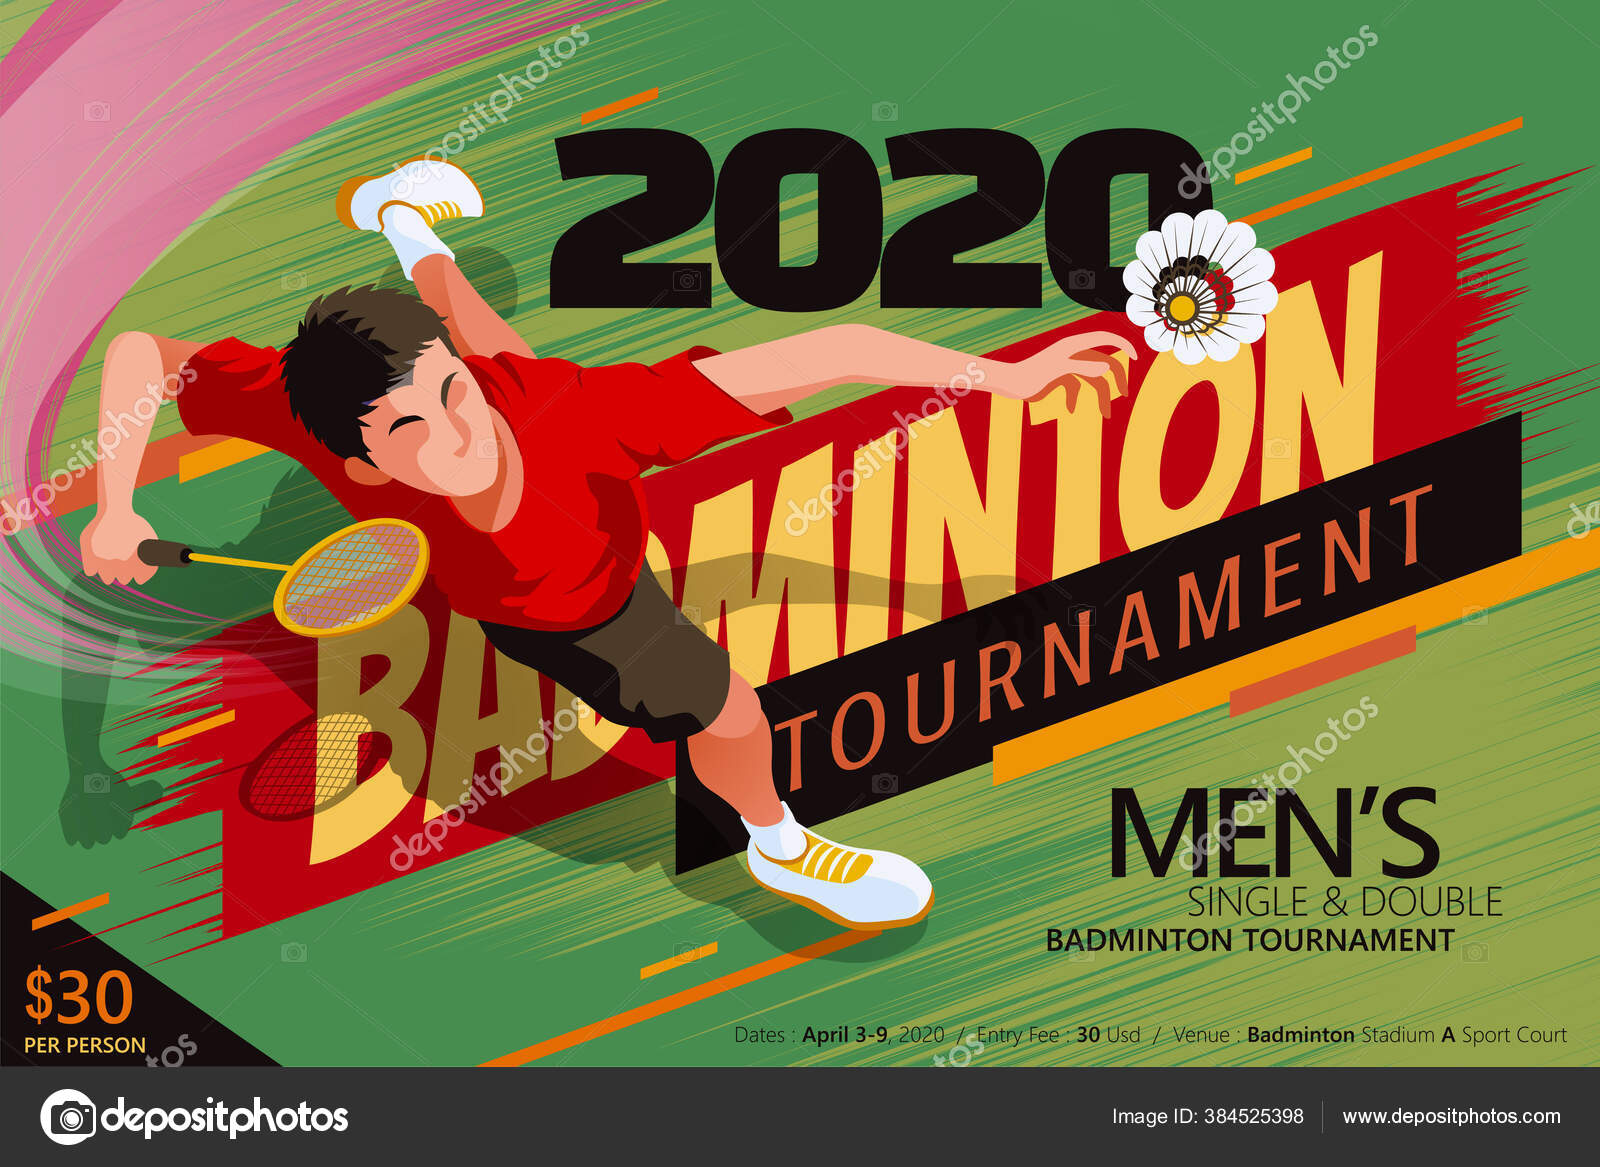 2020
BADMINTON
TOURNAMENT
MEN'S
SINGLE & DOUBLE
BADMINTON TOURNAMENT
$30
PER PERSON
Dates : April 3-9, 2020 / Entry Fee : 30 Usd / Venue : Badminton Stadium A Sport Court
depositphotos
Image ID: 384525398
www.depositphotos.com